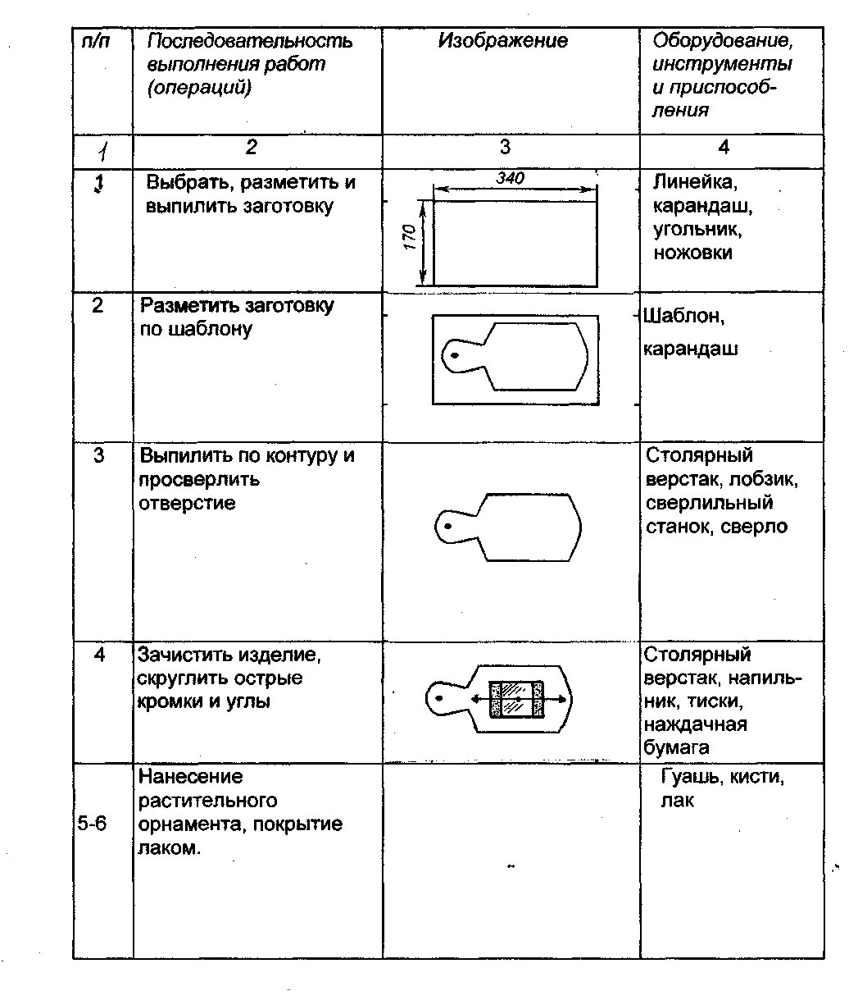 п/п
Последовательность
выполнения работ
(операций)
Изображение
Оборудование,
инструменты
и приспособ-
ления
1
2
3
4
1
Выбрать, разметить и
выпилить заготовку
340
170
Линейка,
карандаш,
угольник,
ножовки
2
Разметить заготовку
по шаблону
Шаблон,
карандаш
3
Выпилить по контуру и
просверлить
отверстие
Столярный
верстак, лобзик,
сверлильный
станок, сверло
4
Зачистить изделие,
скруглить острые
кромки и углы
Столярный
верстак, напиль-
ник, тиски,
наждачная
бумага
5-6
Нанесение
растительного
орнамента, покрытие
лаком.
Гуашь, кисти,
лак